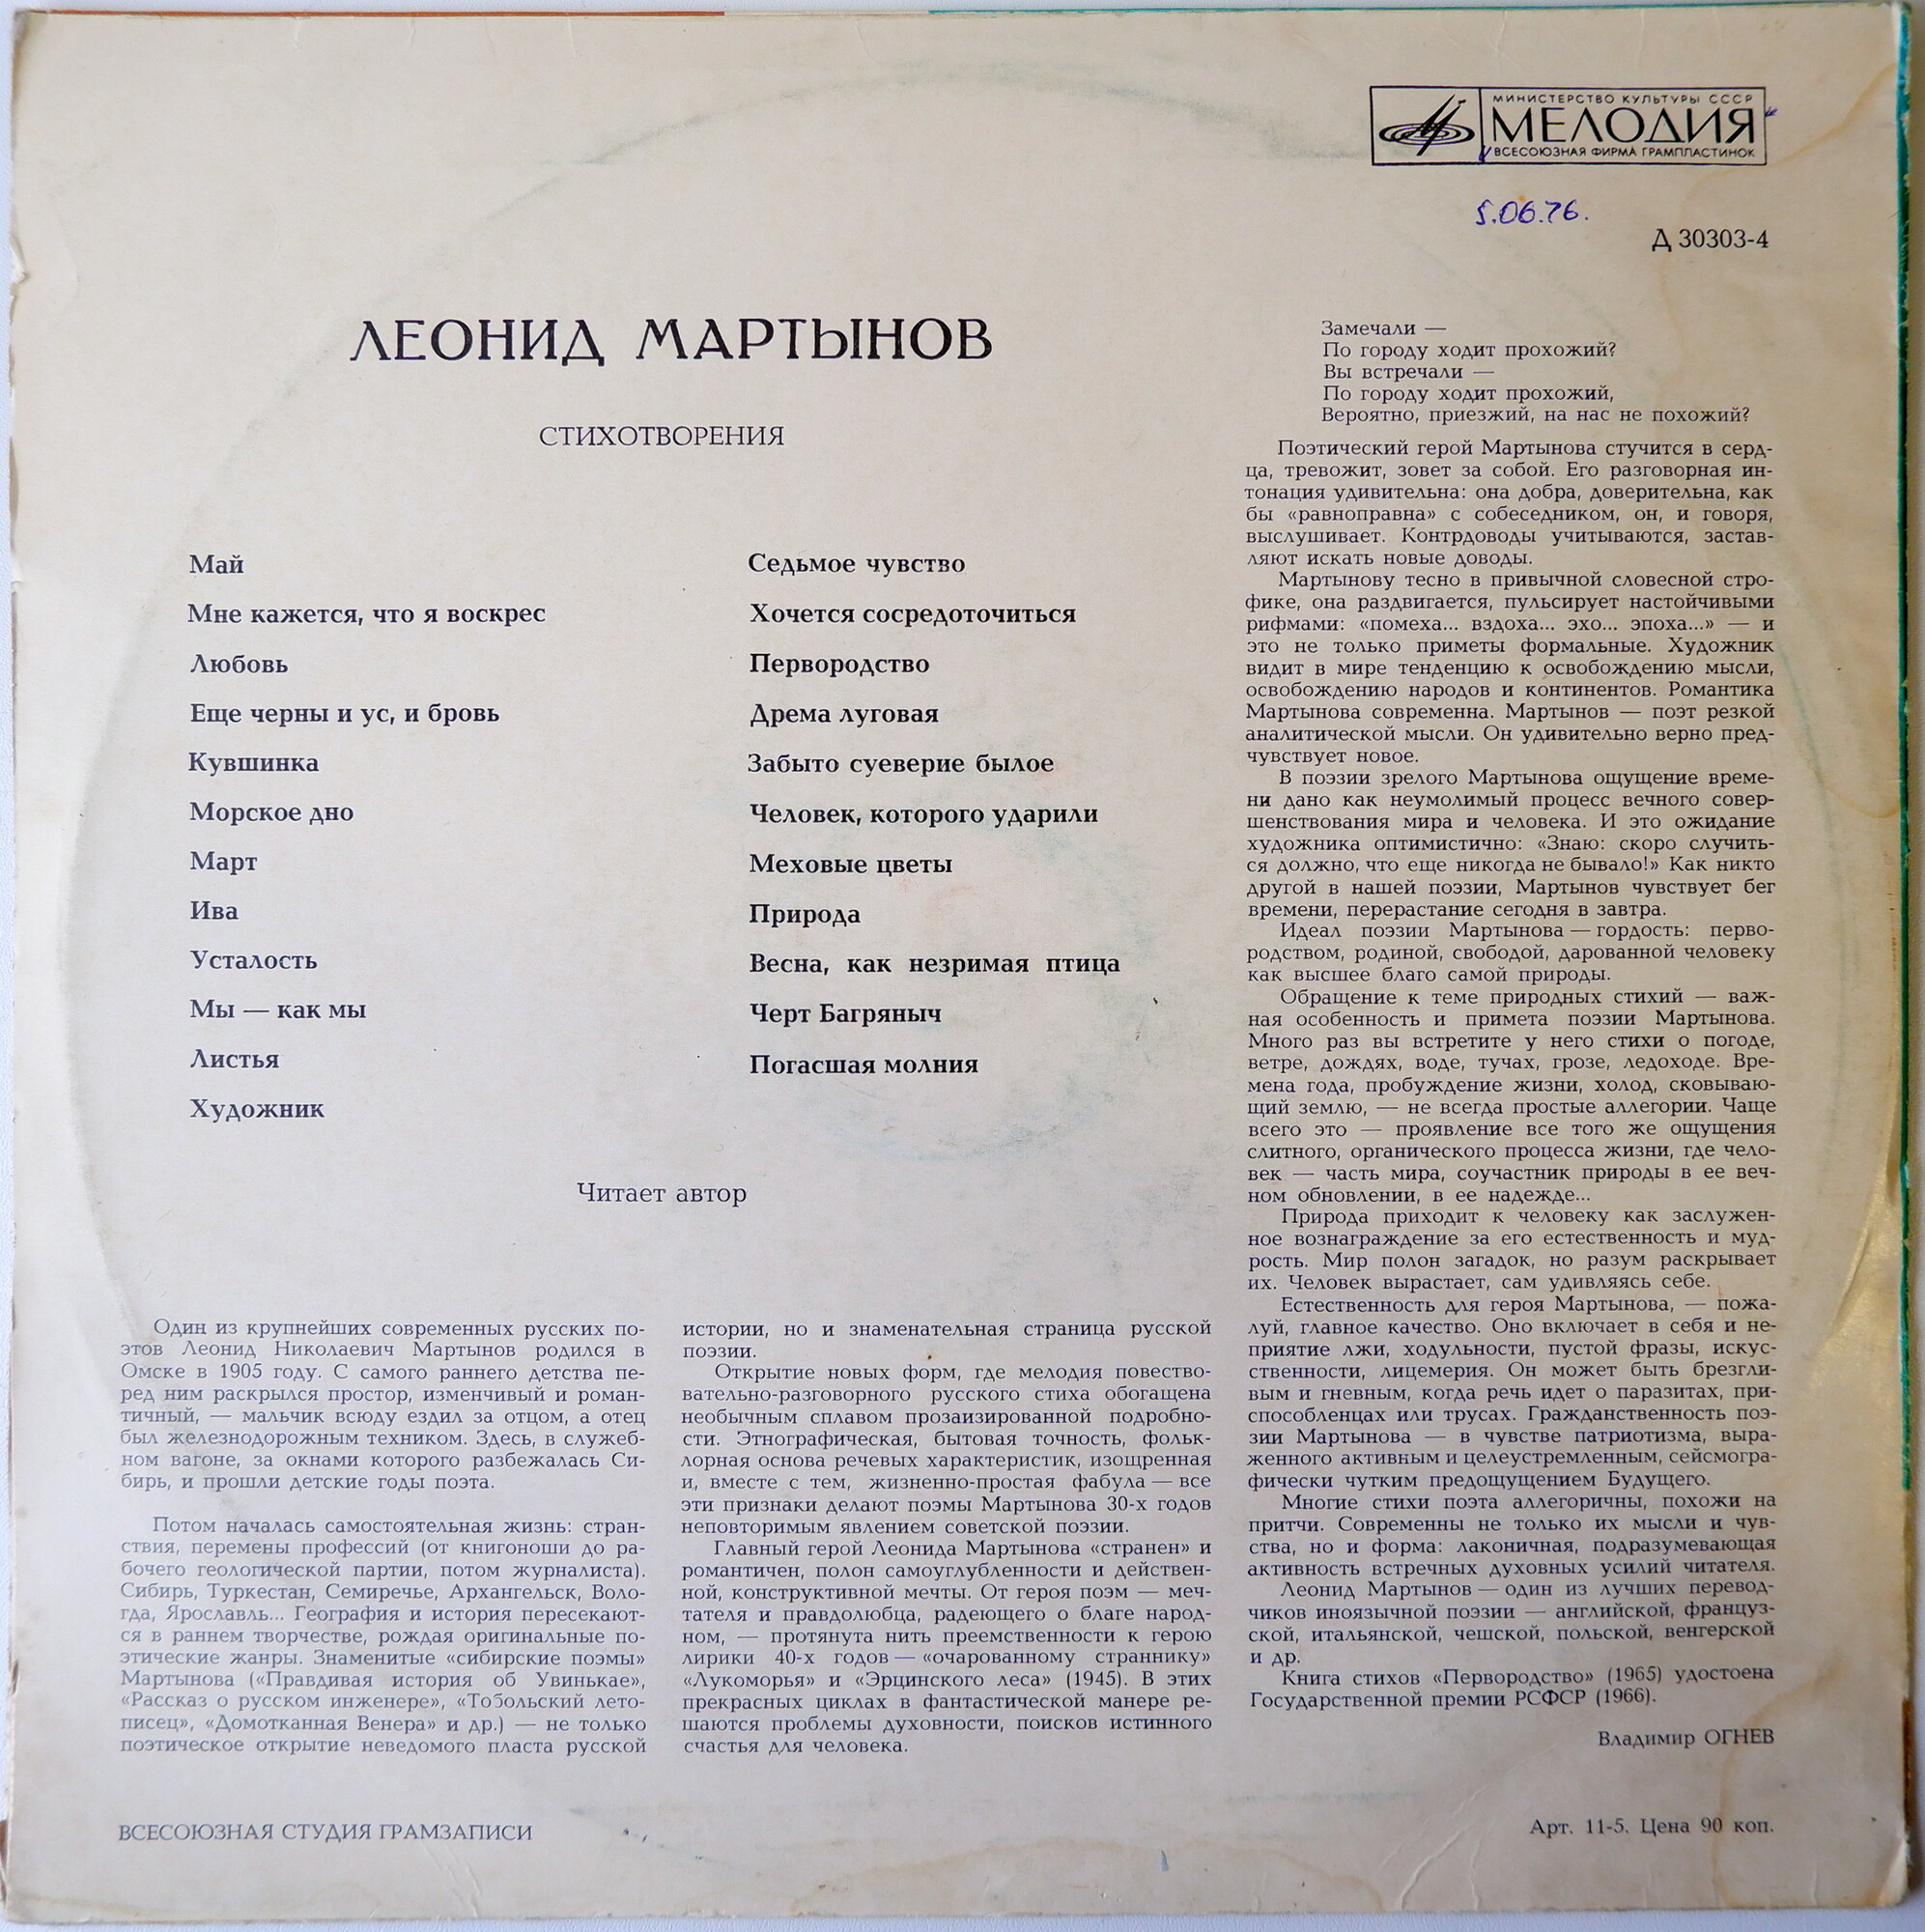 МИНИСТЕРСТВО КУЛЬТУРЫ СССР
МЕЛОДИЯ
ВСЕСОЮЗНАЯ ФИРМА ГРАМПЛАСТИНОК
5.06.76.
Д 30303-4
ЛЕОНИД МАРТЫНОВ
СТИХОТВОРЕНИЯ
Май
Мне кажется, что я воскрес
Любовь
Еще черны и ус, и бровь
Кувшинка
Морское дно
Март
Ива
Усталость
Мы — как мы
Листья
Художник
Седьмое чувство
Хочется сосредоточиться
Первородство
Дрема луговая
Забыто суеверие былое
Человек, которого ударили
Меховые цветы
Природа
Весна, как незримая птица
Черт Багряныч
Погасшая молния
Читает автор
Один из крупнейших современных русских по-
этов Леонид Николаевич Мартынов родился в
Омске в 1905 году. С самого раннего детства пе-
ред ним раскрылся простор, изменчивый и роман-
тичный, — мальчик всюду ездил за отцом, а отец
был железнодорожным техником. Здесь, в служеб-
ном вагоне, за окнами которого разбежалась Си-
бирь, и прошли детские годы поэта.
Потом началась самостоятельная жизнь: стран-
ствия, перемены профессий (от книгоноши до ра-
бочего геологической партии, потом журналиста).
Сибирь, Туркестан, Семиречье, Архангельск, Воло-
гда, Ярославль... География и история пересекают-
ся в раннем творчестве, рождая оригинальные по-
этические жанры. Знаменитые «сибирские поэмы»
Мартынова («Правдивая история об Увинькае»,
«Рассказ о русском инженере», «Тобольский лето-
писец», «Домотканная Венера» и др.) — не только
поэтическое открытие неведомого пласта русской
истории, но и знаменательная страница русской
поэзии.
Открытие новых форм, где мелодия повество-
вательно-разговорного русского стиха обогащена
необычным сплавом прозаизированной подробно-
сти. Этнографическая, бытовая точность, фольк-
лорная основа речевых характеристик, изощренная
и, вместе с тем, жизненно-простая фабула — все
эти признаки делают поэмы Мартынова 30-х годов
неповторимым явлением советской поэзии.
Главный герой Леонида Мартынова «странен» и
романтичен, полон самоуглубленности и действен-
ной, конструктивной мечты. От героя поэм — меч-
тателя и правдолюбца, радеющего о благе народ-
ном, — протянута нить преемственности к герою
лирики 40-х годов — «очарованному страннику»
«Лукоморья» и «Эрцинского леса» (1945). В этих
прекрасных циклах в фантастической манере ре-
шаются проблемы духовности, поисков истинного
счастья для человека.
Замечали —
По городу ходит прохожий?
Вы встречали —
По городу ходит прохожий,
Вероятно, приезжий, на нас не похожий?
Поэтический герой Мартынова стучится в серд-
ца, тревожит, зовет за собой. Его разговорная ин-
тонация удивительна: она добра, доверительна, как
бы «равноправна» с собеседником, он, и говоря,
выслушивает. Контрдоводы учитываются, застав-
ляют искать новые доводы.
Мартынову тесно в привычной словесной стро-
фике, она раздвигается, пульсирует настойчивыми
рифмами: «помеха... вздоха... эхо... эпоха...» — и
это не только приметы формальные. Художник
видит в мире тенденцию к освобождению мысли,
освобождению народов и континентов. Романтика
Мартынова современна. Мартынов — поэт резкой
аналитической мысли. Он удивительно верно пред-
чувствует новое.
В поэзии зрелого Мартынова ощущение време-
ни дано как неумолимый процесс вечного совер-
шенствования мира и человека. И это ожидание
художника оптимистично: «Знаю: скоро случить-
ся должно, что еще никогда не бывало!» Как никто
другой в нашей поэзии, Мартынов чувствует бег
времени, перерастание сегодня в завтра.
Идеал поэзии Мартынова — гордость: перво-
родством, родиной, свободой, дарованной человеку
как высшее благо самой природы.
Обращение к теме природных стихий — важ-
ная особенность и примета поэзии Мартынова.
Много раз вы встретите у него стихи о погоде,
ветре, дождях, воде, тучах, грозе, ледоходе. Вре-
мена года, пробуждение жизни, холод, сковываю-
щий землю, — не всегда простые аллегории. Чаще
всего это — проявление все того же ощущения
слитного, органического процесса жизни, где чело-
век — часть мира, соучастник природы в ее веч-
ном обновлении, в ее надежде...
Природа приходит к человеку как заслужен-
ное вознаграждение за его естественность и муд-
рость. Мир полон загадок, но разум раскрывает
их. Человек вырастает, сам удивляясь себе.
Естественность для героя Мартынова, — пожа-
луй, главное качество. Оно включает в себя и не-
приятие лжи, ходульности, пустой фразы, искус-
ственности, лицемерия. Он может быть брезгли-
вым и гневным, когда речь идет о паразитах, при-
способленцах или трусах. Гражданственность поэ-
зии Мартынова — в чувстве патриотизма, выра-
женного активным и целеустремленным, сейсмогра-
фически чутким предощущением Будущего.
Многие стихи поэта аллегоричны, похожи на
притчи. Современны не только их мысли и чув-
ства, но и форма: лаконичная, подразумевающая
активность встречных духовных усилий читателя.
Леонид Мартынов — один из лучших перевод-
чиков иноязычной поэзии — английской, француз-
ской, итальянской, чешской, польской, венгерской
и др.
Книга стихов «Первородство» (1965) удостоена
Государственной премии РСФСР (1966).
Владимир ОГНЕВ
ВСЕСОЮЗНАЯ СТУДИЯ ГРАМЗАПИСИ
Арт. 11-5. Цена 90 коп.